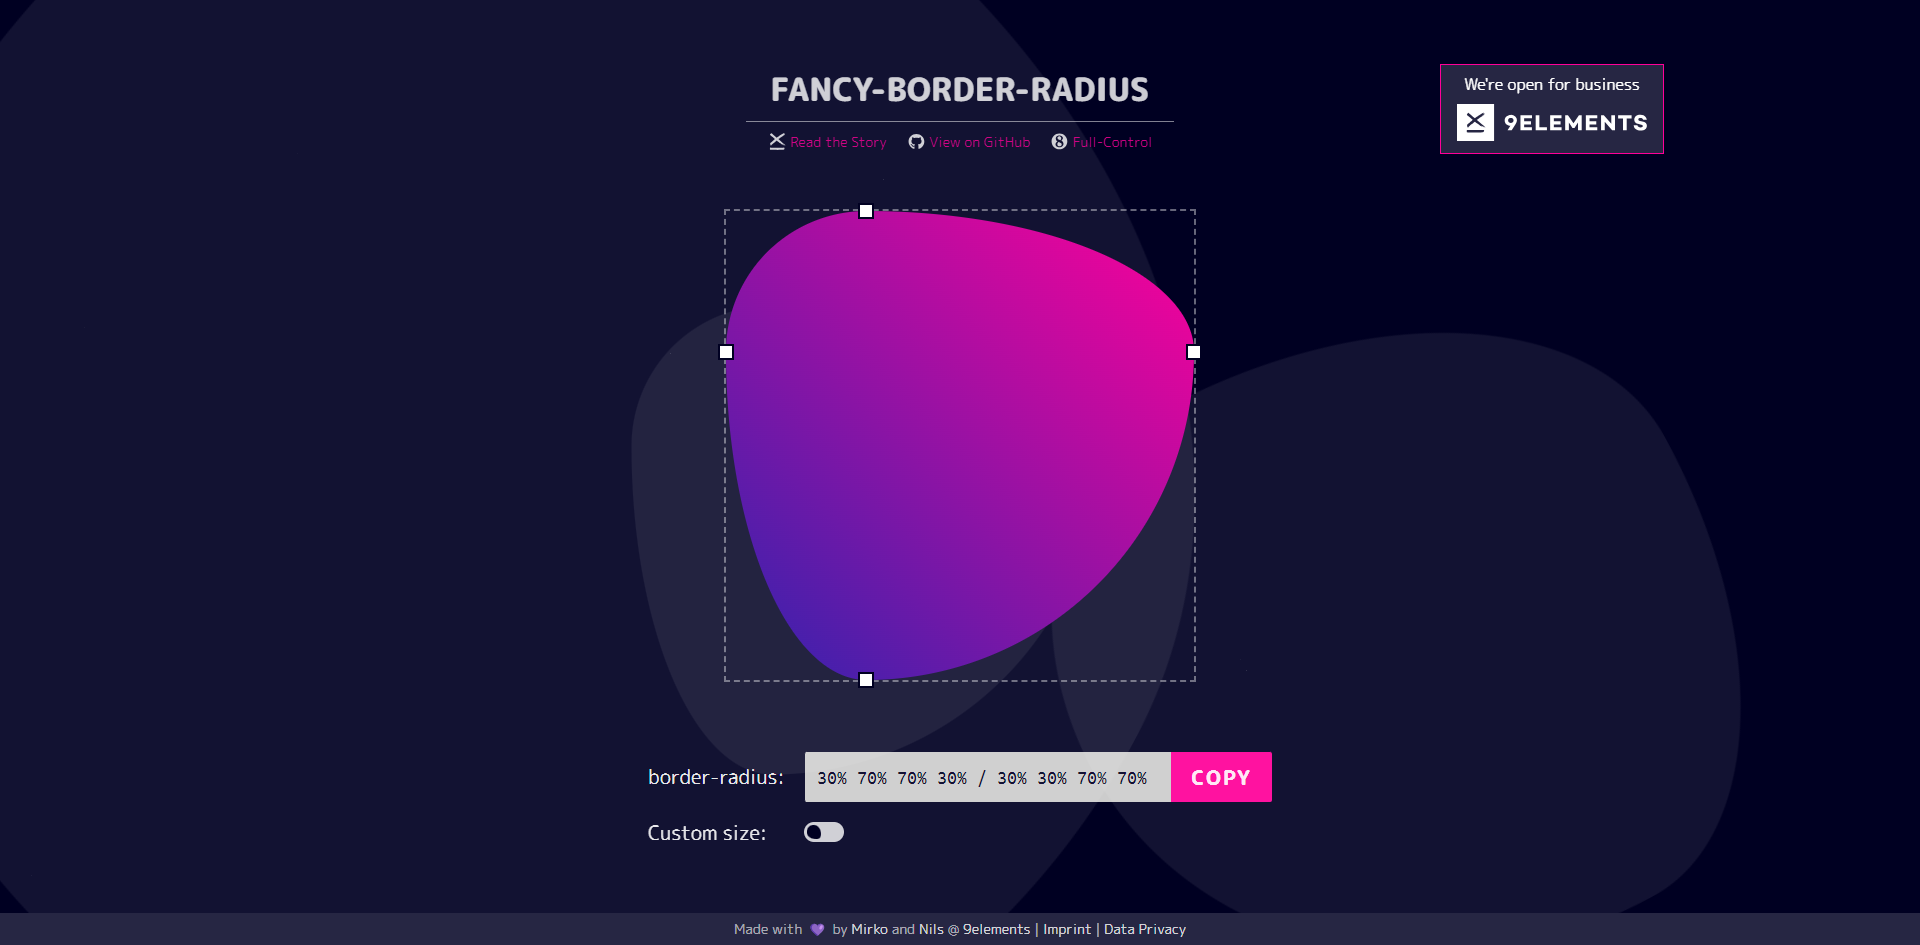 FANCY-BORDER-RADIUS
Read the Story View on GitHub Full-Control
We're open for business
9ELEMENTS
border-radius: 30% 70% 70% 30% / 30% 30% 70% 70% COPY
Custom size:
Made with 💜 by Mirko and Nils @ 9elements | Imprint | Data Privacy